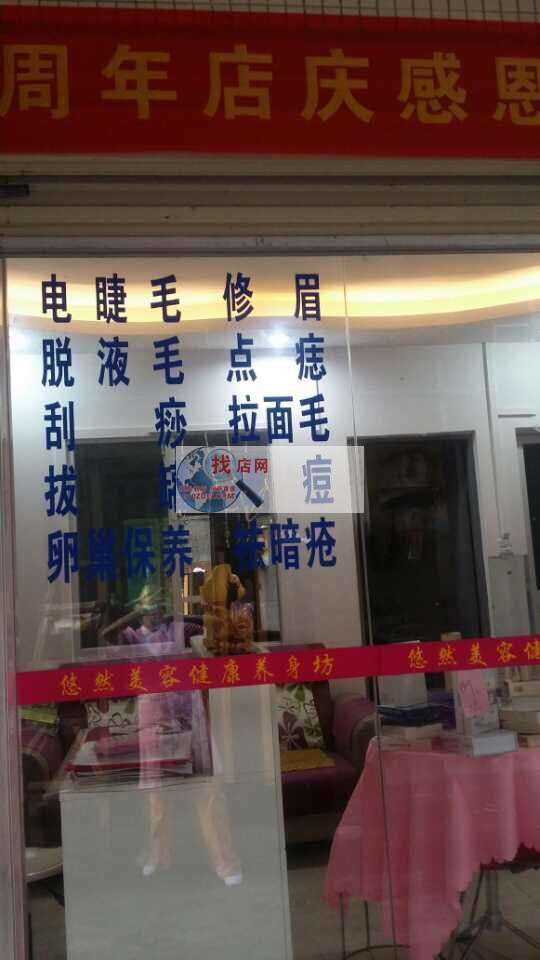 周年店庆感恩
电睫毛 修眉
脱液毛 点痣
刮痧 拉面毛
拔 痘
找店网
卵巢保养 祛暗疮
悠然美容健康养身坊 悠然美容健